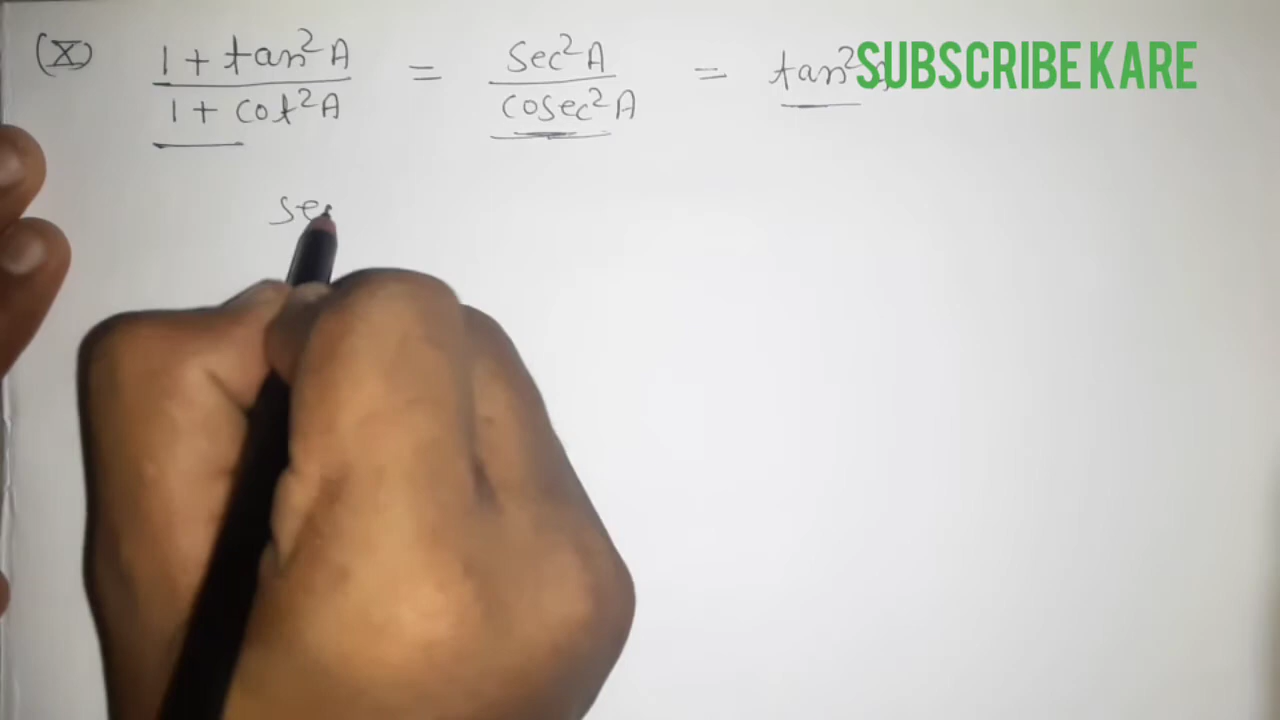 (X) 1 + tan²A / 1 + cot²A = sec²A / cosec²A = tan²
SUBSCRIBE KARE
se